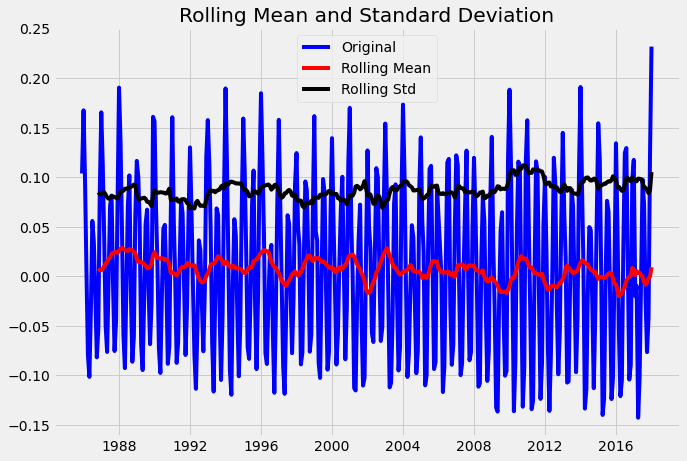 Rolling Mean and Standard Deviation
Original
Rolling Mean
Rolling Std
0.25
0.20
0.15
0.10
0.05
0.00
−0.05
−0.10
−0.15
1988 1992 1996 2000 2004 2008 2012 2016